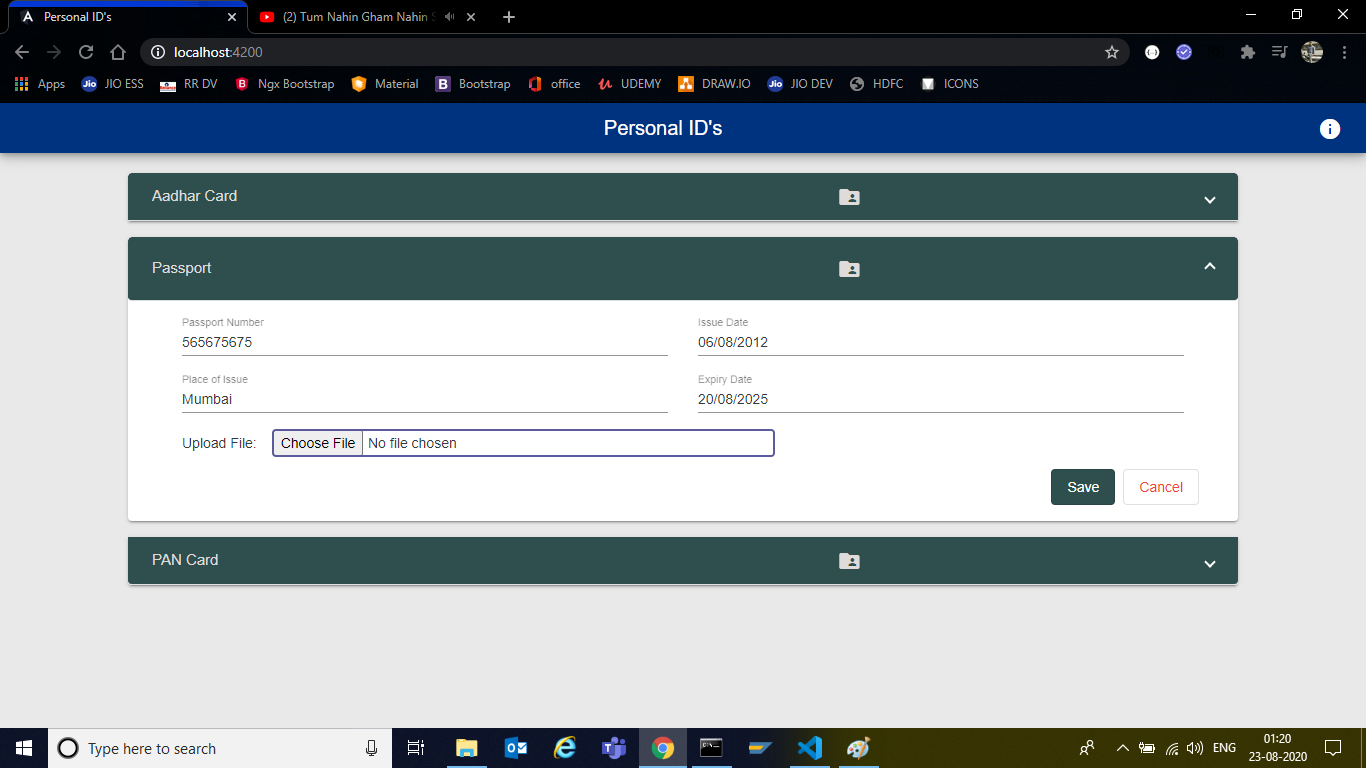 Personal ID's
(2) Tum Nahin Gham Nahin
localhost:4200
Apps JIO ESS RR DV Ngx Bootstrap Material Bootstrap office UDEMY DRAW.IO JIO DEV HDFC ICONS
Personal ID's
Aadhar Card
Passport
Passport Number
Issue Date
565675675
06/08/2012
Place of Issue
Expiry Date
Mumbai
20/08/2025
Upload File: Choose File No file chosen
Save Cancel
PAN Card
Type here to search
ENG
01:20
23-08-2020